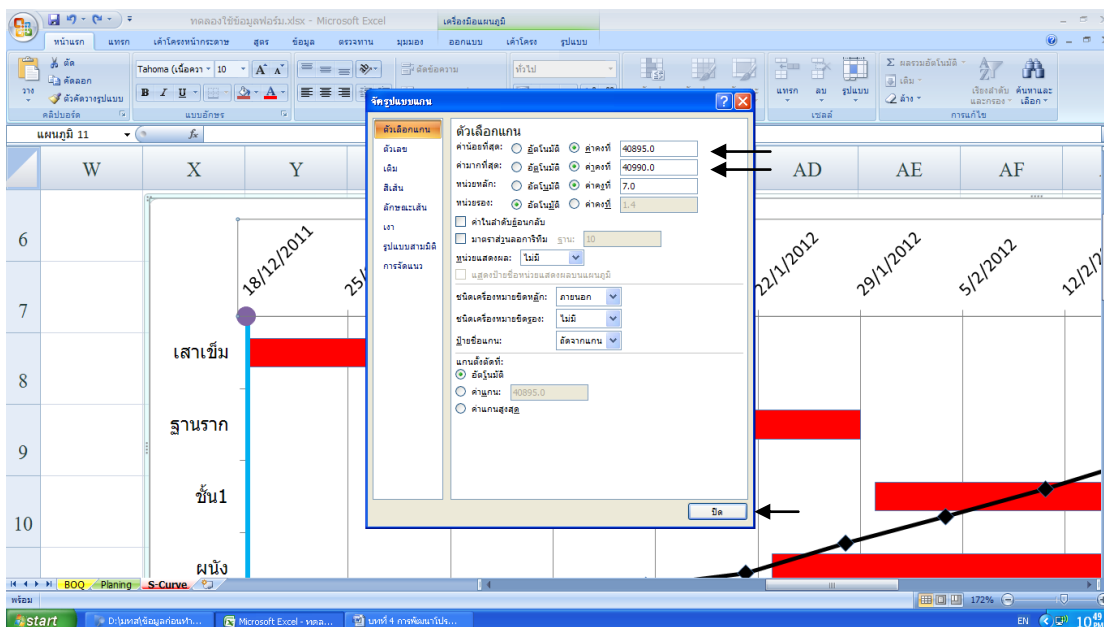 ทดลองใช้ข้อมูลฟอร์ม.xlsx - Microsoft Excel
เครื่องมือแผนภูมิ
หน้าแรก แทรก เค้าโครงหน้ากระดาษ สูตร ข้อมูล ตรวจทาน มุมมอง ออกแบบ เค้าโครง รูปแบบ
วาง
ตัด
คัดลอก
ตัวคัดวางรูปแบบ
คลิปบอร์ด
Tahoma (เนื้อควา 10
B I U
แบบอักษร
ตัดข้อความ
ทั่วไป
แทรก ลบ รูปแบบ
เซลล์
Σ ผลรวมอัตโนมัติ
เติม
ล้าง
เรียงลำดับและกรอง
ค้นหาและเลือก
การแก้ไข
แผนภูมิ 11
fx
W X Y AD AE AF
6
7
8
9
10
18/12/2011
22/1/2012
29/1/2012
5/2/2012
เสาเข็ม
ฐานราก
ชั้น1
ผนัง
จัดรูปแบบแกน
ตัวเลือกแกน
ตัวเลข
เติม
สีเส้น
ลักษณะเส้น
เงา
รูปแบบสามมิติ
การจัดแนว
ตัวเลือกแกน
ค่าน้อยที่สุด: อัตโนมัติ ค่าคงที่ 40895.0
ค่ามากที่สุด: อัตโนมัติ ค่าคงที่ 40990.0
หน่วยหลัก: อัตโนมัติ ค่าคงที่ 7.0
หน่วยรอง: อัตโนมัติ ค่าคงที่ 1.4
ค่าในลำดับย้อนกลับ
มาตราส่วนลอการิทึม ฐาน: 10
หน่วยแสดงผล: ไม่มี
แสดงป้ายชื่อหน่วยแสดงผลบนแผนภูมิ
ชนิดเครื่องหมายขีดหลัก: ภายนอก
ชนิดเครื่องหมายขีดรอง: ไม่มี
ป้ายชื่อแกน: ถัดจากแกน
แกนตั้งตัดที่:
อัตโนมัติ
ค่าแกน: 40895.0
ค่าแกนสูงสุด
ปิด
BOQ Planing S-Curve
พร้อม
172%
start
D:\มทส\ข้อมูลก่อนทำ...
Microsoft Excel - ทดล...
บทที่ 4 การพัฒนาโปร...
EN
10 49 PM